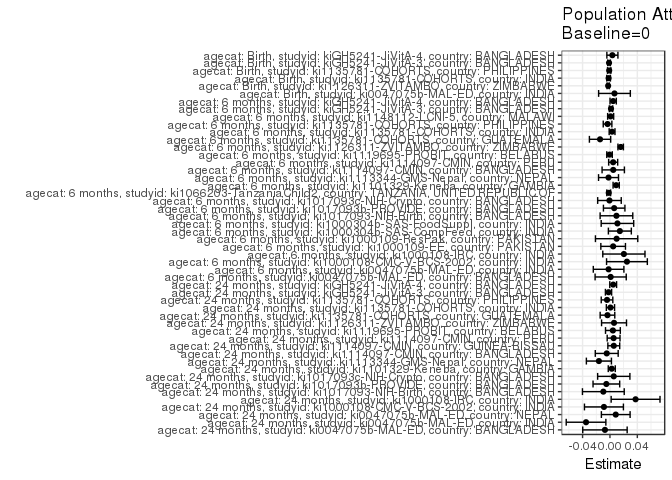 Population Att
Baseline=0
agecat: Birth, studyid: kiGH5241-JiVitA-4, country: BANGLADESH
agecat: Birth, studyid: kiGH5241-JiVitA-3, country: BANGLADESH
agecat: Birth, studyid: ki1135781-COHORTS, country: PHILIPPINES
agecat: Birth, studyid: ki1135781-COHORTS, country: INDIA
agecat: Birth, studyid: ki1126311-ZVITAMBO, country: ZIMBABWE
agecat: Birth, studyid: ki0047075b-MAL-ED, country: INDIA
agecat: 6 months, studyid: kiGH5241-JiVitA-4, country: BANGLADESH
agecat: 6 months, studyid: kiGH5241-JiVitA-3, country: BANGLADESH
agecat: 6 months, studyid: ki1148112-LCNI-5, country: MALAWI
agecat: 6 months, studyid: ki1135781-COHORTS, country: PHILIPPINES
agecat: 6 months, studyid: ki1135781-COHORTS, country: INDIA
agecat: 6 months, studyid: ki1135781-COHORTS, country: GUATEMALA
agecat: 6 months, studyid: ki1126311-ZVITAMBO, country: ZIMBABWE
agecat: 6 months, studyid: ki1119695-PROBIT, country: BELARUS
agecat: 6 months, studyid: ki1114097-CMIN, country: PERU
agecat: 6 months, studyid: ki1114097-CMIN, country: BANGLADESH
agecat: 6 months, studyid: ki1113344-GMS-Nepal, country: NEPAL
agecat: 6 months, studyid: ki1101329-Keneba, country: GAMBIA
agecat: 6 months, studyid: ki1066203-TanzaniaChild2, country: TANZANIA, UNITED REPUBLIC OF
agecat: 6 months, studyid: ki1017093c-NIH-Crypto, country: BANGLADESH
agecat: 6 months, studyid: ki1017093b-PROVIDE, country: BANGLADESH
agecat: 6 months, studyid: ki1017093-NIH-Birth, country: BANGLADESH
agecat: 6 months, studyid: ki1000304b-SAS-FoodSuppl, country: INDIA
agecat: 6 months, studyid: ki1000304b-SAS-CompFeed, country: INDIA
agecat: 6 months, studyid: ki1000109-ResPak, country: PAKISTAN
agecat: 6 months, studyid: ki1000109-EE, country: PAKISTAN
agecat: 6 months, studyid: ki1000108-IRC, country: INDIA
agecat: 6 months, studyid: ki1000108-CMC-V-BCS-2002, country: INDIA
agecat: 6 months, studyid: ki0047075b-MAL-ED, country: INDIA
agecat: 6 months, studyid: ki0047075b-MAL-ED, country: BANGLADESH
agecat: 24 months, studyid: kiGH5241-JiVitA-4, country: BANGLADESH
agecat: 24 months, studyid: kiGH5241-JiVitA-3, country: BANGLADESH
agecat: 24 months, studyid: ki1135781-COHORTS, country: PHILIPPINES
agecat: 24 months, studyid: ki1135781-COHORTS, country: INDIA
agecat: 24 months, studyid: ki1135781-COHORTS, country: GUATEMALA
agecat: 24 months, studyid: ki1126311-ZVITAMBO, country: ZIMBABWE
agecat: 24 months, studyid: ki1119695-PROBIT, country: BELARUS
agecat: 24 months, studyid: ki1114097-CMIN, country: PERU
agecat: 24 months, studyid: ki1114097-CMIN, country: GUINEA-BISSAU
agecat: 24 months, studyid: ki1114097-CMIN, country: BANGLADESH
agecat: 24 months, studyid: ki1113344-GMS-Nepal, country: NEPAL
agecat: 24 months, studyid: ki1101329-Keneba, country: GAMBIA
agecat: 24 months, studyid: ki1017093c-NIH-Crypto, country: BANGLADESH
agecat: 24 months, studyid: ki1017093b-PROVIDE, country: BANGLADESH
agecat: 24 months, studyid: ki1017093-NIH-Birth, country: BANGLADESH
agecat: 24 months, studyid: ki1000108-IRC, country: INDIA
agecat: 24 months, studyid: ki1000108-CMC-V-BCS-2002, country: INDIA
agecat: 24 months, studyid: ki0047075b-MAL-ED, country: NEPAL
agecat: 24 months, studyid: ki0047075b-MAL-ED, country: INDIA
agecat: 24 months, studyid: ki0047075b-MAL-ED, country: BANGLADESH
-0.04 0.00 0.04
Estimate